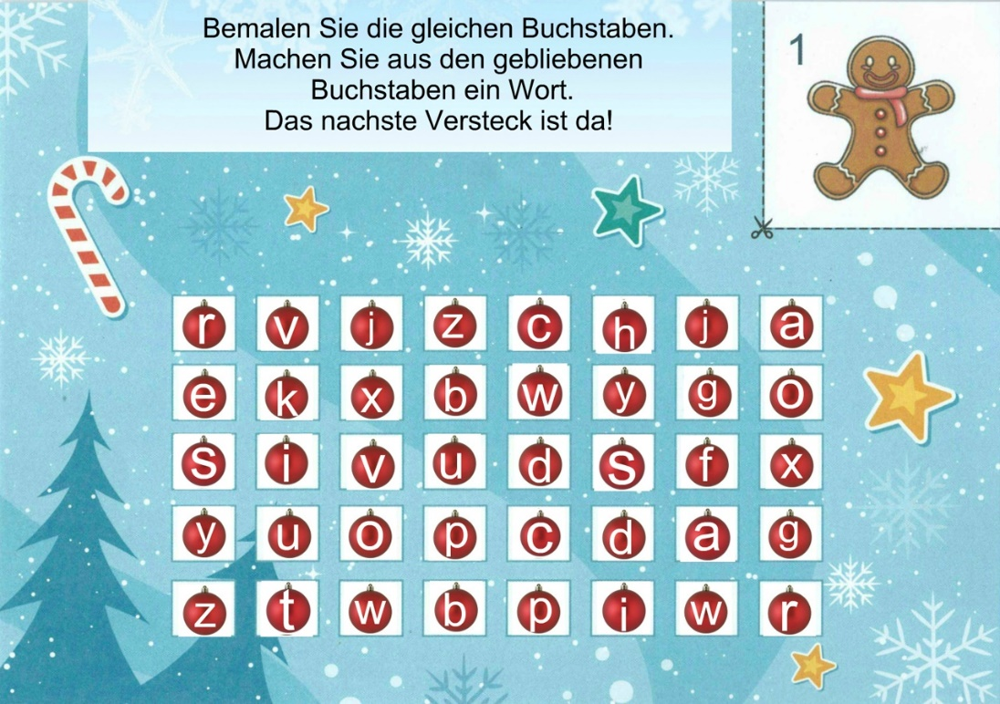 Bemalen Sie die gleichen Buchstaben.
Machen Sie aus den gebliebenen
Buchstaben ein Wort.
Das nachste Versteck ist da!
1
r v j z c h j a
e k x b w y g o
s i v u d s f x
y u o p c d a g
z t w b p i w r